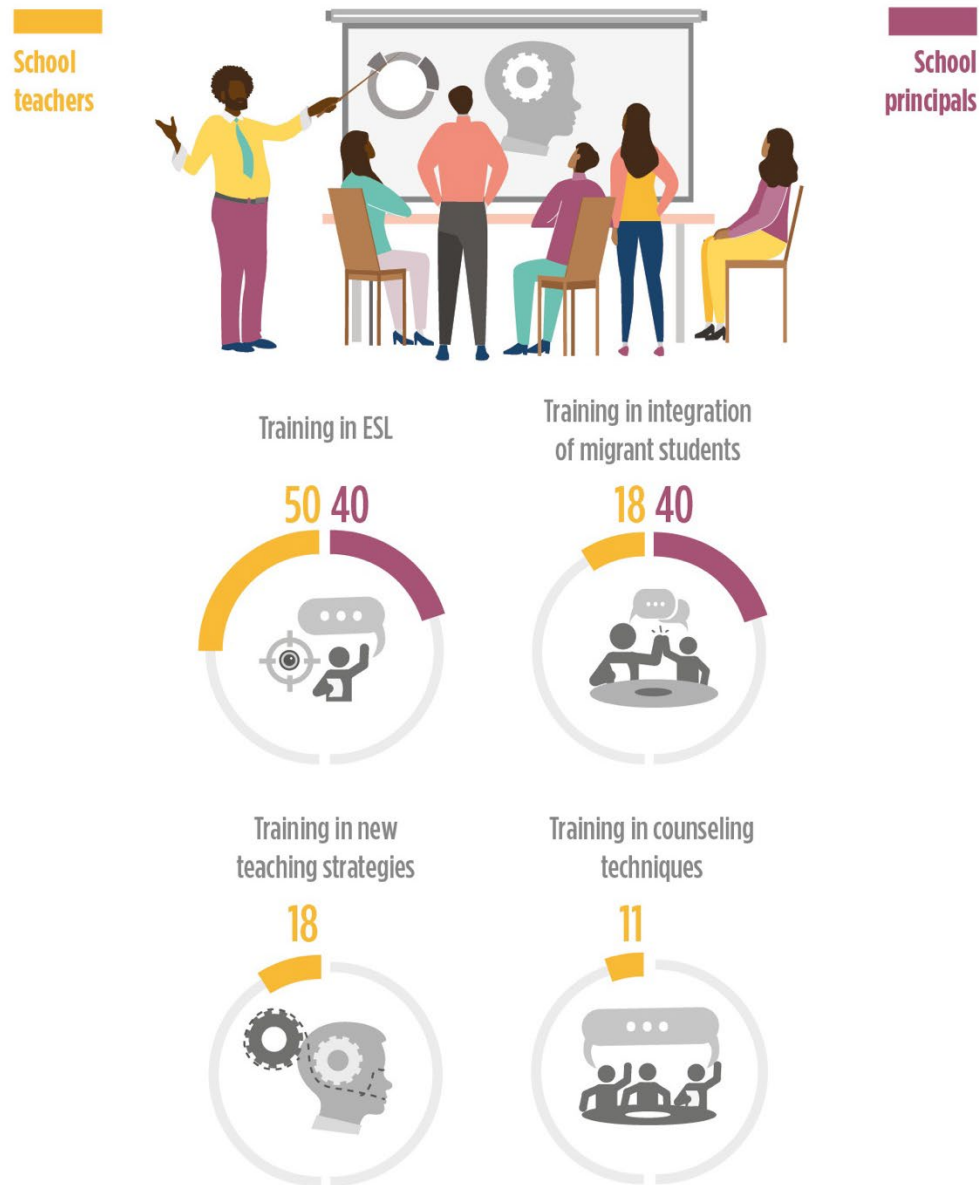 School
teachers
School
principals
Training in ESL
50 40
Training in integration
of migrant students
18 40
Training in new
teaching strategies
18
Training in counseling
techniques
11